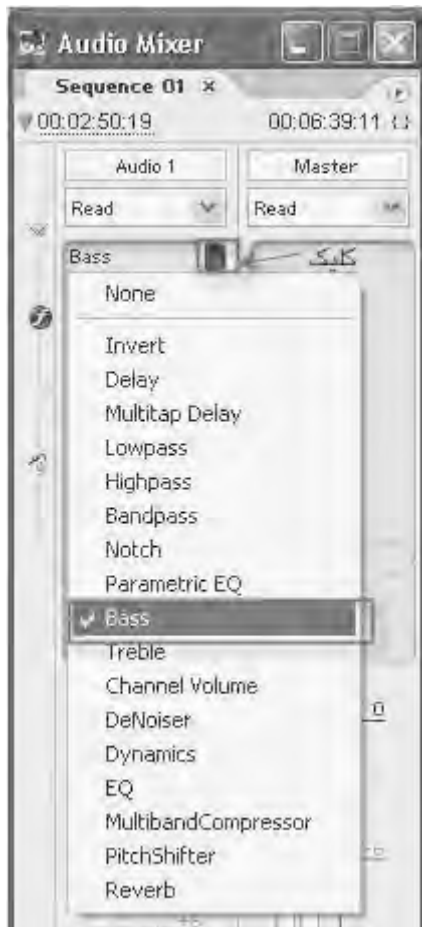 Audio Mixer
Sequence 01 ×
00:02:50:19 00:06:39:11
Audio 1 Master
Read Read
Bass کلیک
None
Invert
Delay
Multitap Delay
Lowpass
Highpass
Bandpass
Notch
Parametric EQ
Bass
Treble
Channel Volume
DeNoiser
Dynamics
EQ
MultibandCompressor
PitchShifter
Reverb
0